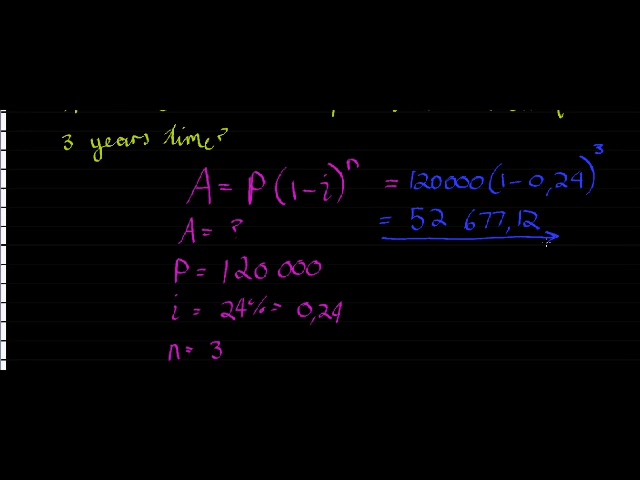 3 years time?
A = P(1-i)^n = 120000(1-0,24)^3
A = ? = 52 677,12
P = 120 000
i = 24% = 0,24
n = 3